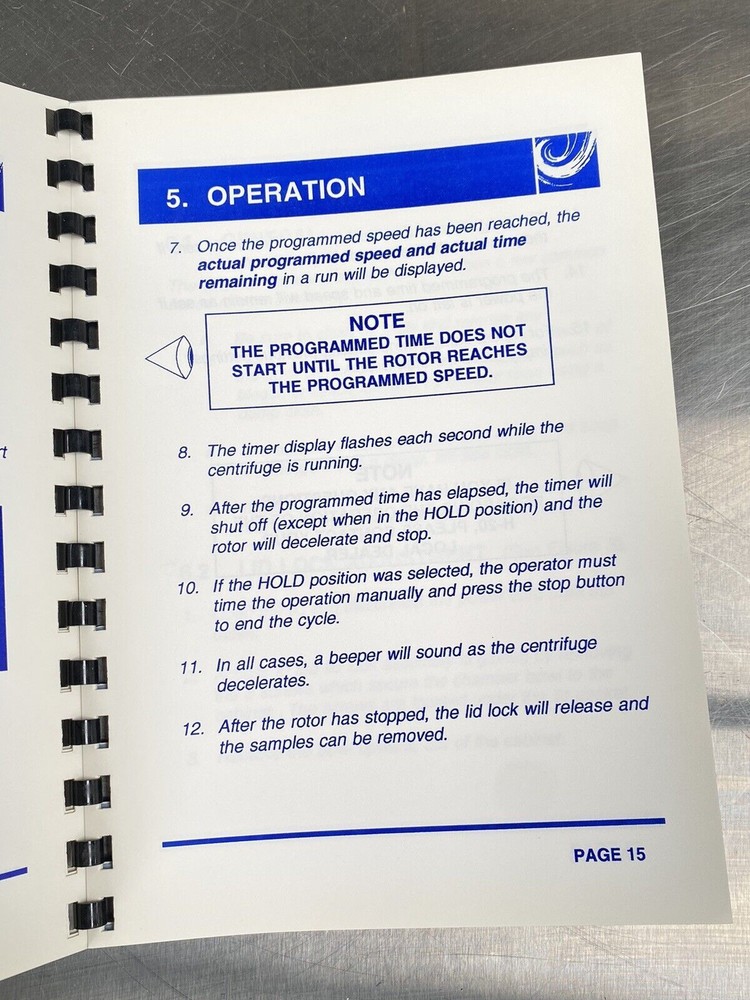 5. OPERATION
7. Once the programmed speed has been reached, the
actual programmed speed and actual time
remaining in a run will be displayed.
NOTE
THE PROGRAMMED TIME DOES NOT
START UNTIL THE ROTOR REACHES
THE PROGRAMMED SPEED.
8. The timer display flashes each second while the
centrifuge is running.
9. After the programmed time has elapsed, the timer will
shut off (except when in the HOLD position) and the
rotor will decelerate and stop.
10. If the HOLD position was selected, the operator must
time the operation manually and press the stop button
to end the cycle.
11. In all cases, a beeper will sound as the centrifuge
decelerates.
12. After the rotor has stopped, the lid lock will release and
the samples can be removed.
PAGE 15